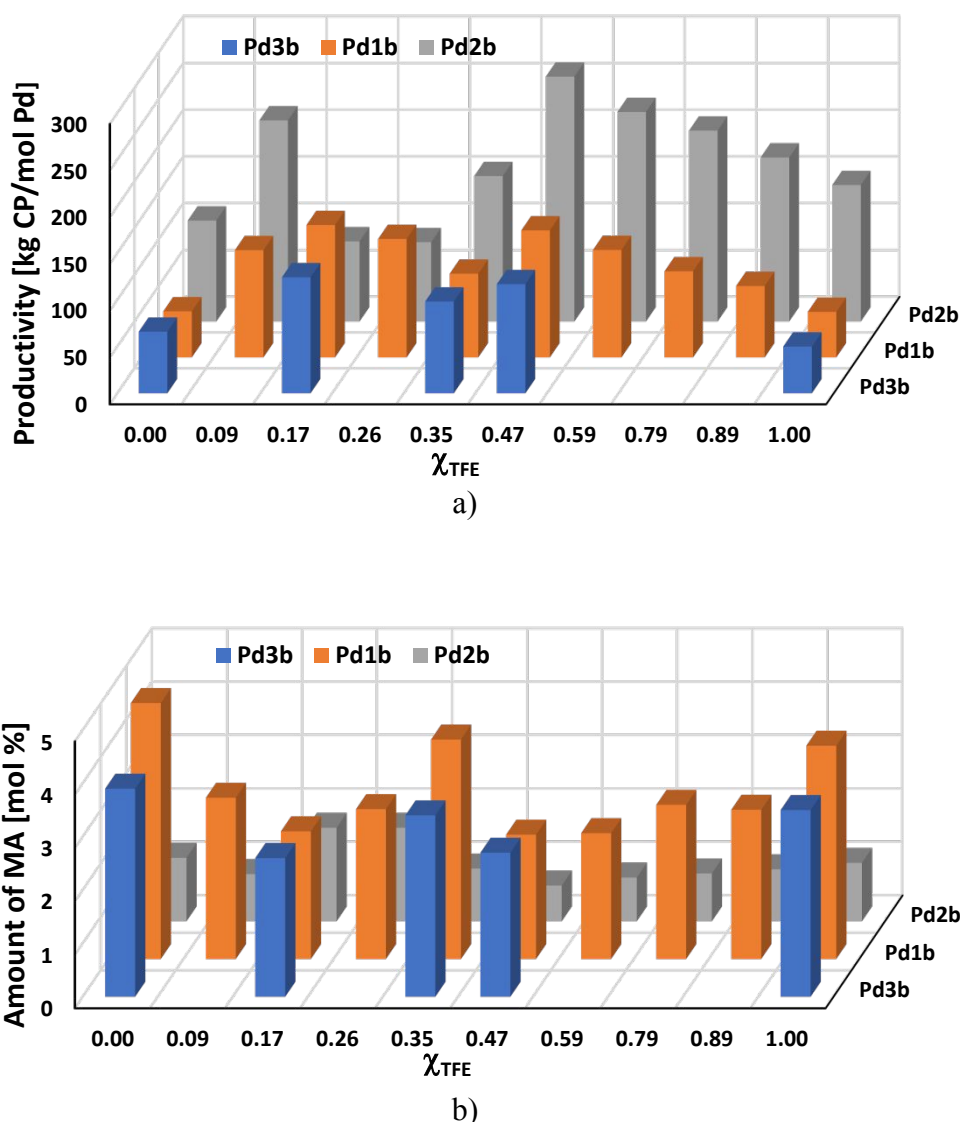 Pd3b Pd1b Pd2b
Productivity [kg CP/mol Pd]
300
250
200
150
100
50
0
Pd2b
Pd1b
Pd3b
0.00 0.09 0.17 0.26 0.35 0.47 0.59 0.79 0.89 1.00
χTFE
a)
Pd3b Pd1b Pd2b
Amount of MA [mol %]
5
4
3
2
1
0
Pd2b
Pd1b
Pd3b
0.00 0.09 0.17 0.26 0.35 0.47 0.59 0.79 0.89 1.00
χTFE
b)